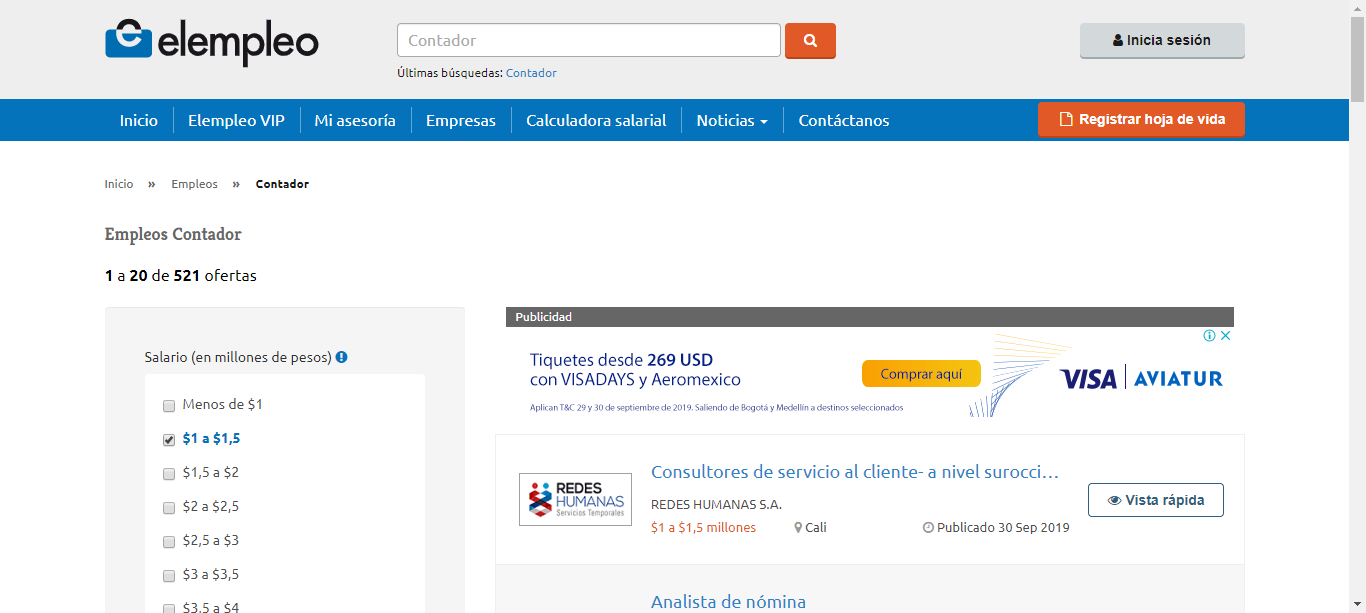 elempleo
Contador
Últimas búsquedas: Contador
Inicia sesión
Inicio
Elempleo VIP
Mi asesoría
Empresas
Calculadora salarial
Noticias
Contáctanos
Registrar hoja de vida
Inicio » Empleos » Contador
Empleos Contador
1 a 20 de 521 ofertas
Salario (en millones de pesos)
Menos de $1
$1 a $1,5
$1,5 a $2
$2 a $2,5
$2,5 a $3
$3 a $3,5
$3,5 a $4
Publicidad
Tiquetes desde 269 USD
con VISADAYS y Aeromexico
Aplican T&C 29 y 30 de septiembre de 2019. Saliendo de Bogotá y Medellín a destinos seleccionados
Comprar aquí
VISA
AVIATUR
REDES
HUMANAS
Servicios Temporales
Consultores de servicio al cliente- a nivel surocci…
REDES HUMANAS S.A.
$1 a $1,5 millones
Cali
Publicado 30 Sep 2019
Vista rápida
Analista de nómina